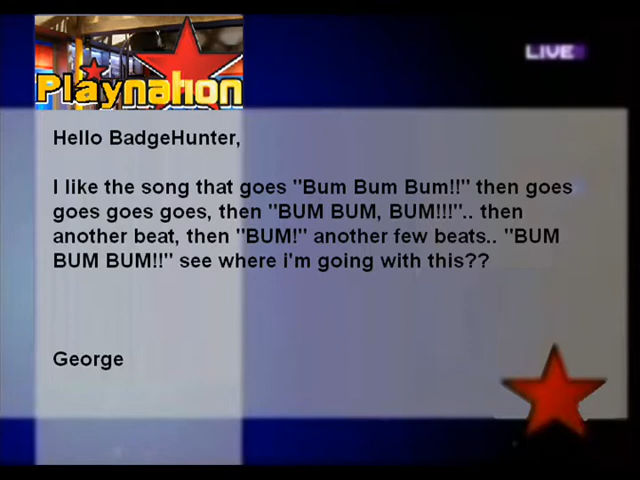 LIVE
Playnation
Hello BadgeHunter,
I like the song that goes "Bum Bum Bum!!" then goes
goes goes goes, then "BUM BUM, BUM!!!".. then
another beat, then "BUM!" another few beats.. "BUM
BUM BUM!!" see where i'm going with this??
George